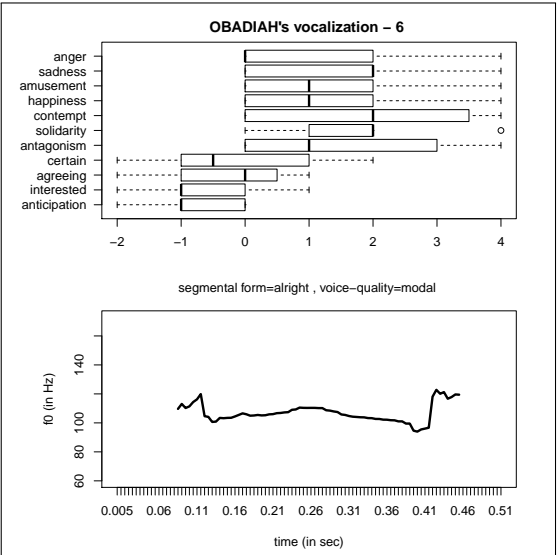 OBADIAH's vocalization − 6
anger
sadness
amusement
happiness
contempt
solidarity
antagonism
certain
agreeing
interested
anticipation
−2 −1 0 1 2 3 4
segmental form=alright , voice−quality=modal
f0 (in Hz)
140
100
80
60
0.005 0.06 0.11 0.16 0.21 0.26 0.31 0.36 0.41 0.46 0.51
time (in sec)